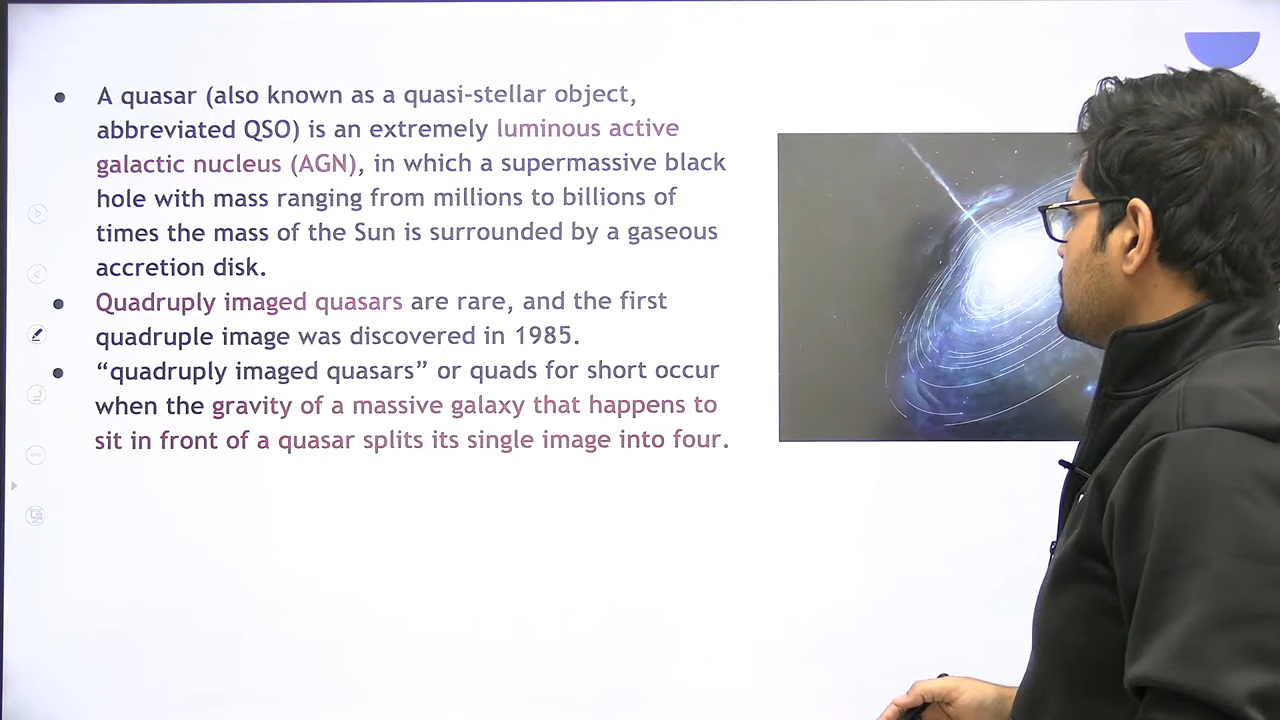 A quasar (also known as a quasi-stellar object,
abbreviated QSO) is an extremely luminous active
galactic nucleus (AGN), in which a supermassive black
hole with mass ranging from millions to billions of
times the mass of the Sun is surrounded by a gaseous
accretion disk.
Quadruply imaged quasars are rare, and the first
quadruple image was discovered in 1985.
“quadruply imaged quasars” or quads for short occur
when the gravity of a massive galaxy that happens to
sit in front of a quasar splits its single image into four.